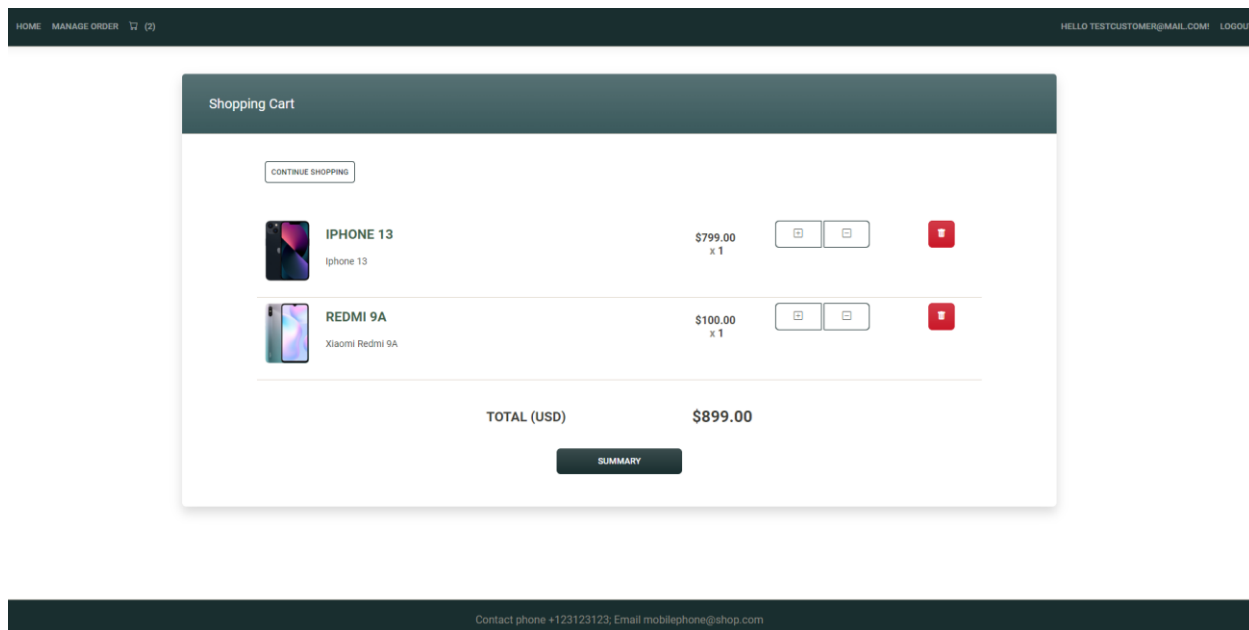 HOME MANAGE ORDER (2) HELLO TESTCUSTOMER@MAIL.COM! LOGOU
Shopping Cart
CONTINUE SHOPPING
IPHONE 13
Iphone 13
$799.00
x 1
REDMI 9A
Xiaomi Redmi 9A
$100.00
x 1
TOTAL (USD) $899.00
SUMMARY
Contact phone +123123123; Email mobilephone@shop.com